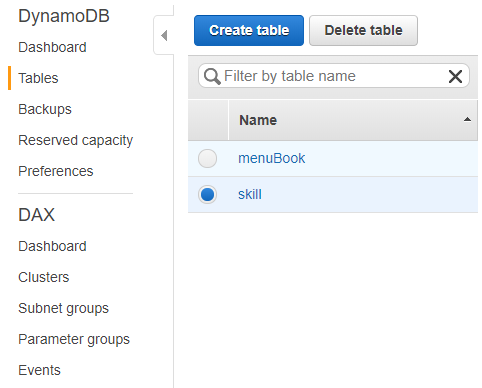 DynamoDB
Dashboard
Tables
Backups
Reserved capacity
Preferences
DAX
Dashboard
Clusters
Subnet groups
Parameter groups
Events
Create table
Delete table
Filter by table name
Name
menuBook
skill